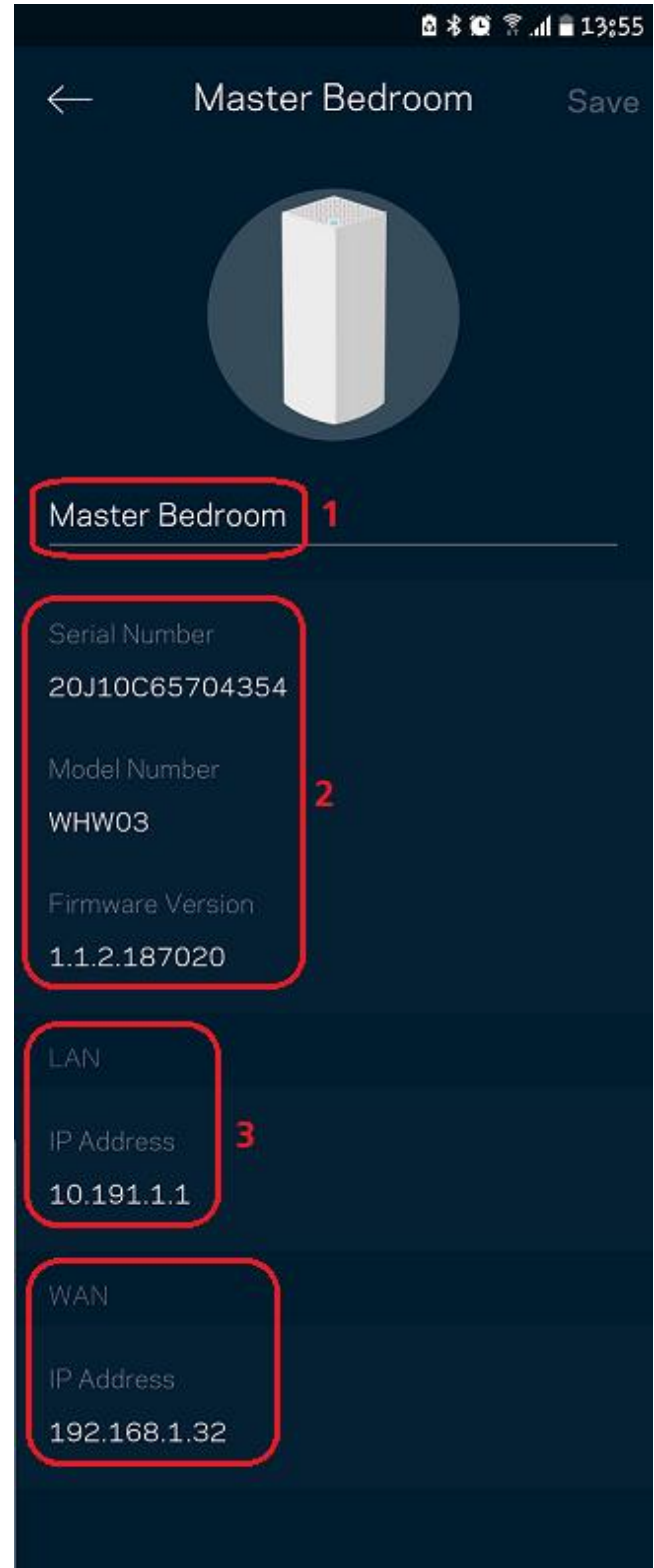 13:55
Master Bedroom Save
Master Bedroom 1
Serial Number
20J10C65704354
Model Number
2
WHW03
Firmware Version
1.1.2.187020
LAN
IP Address 3
10.191.1.1
WAN
IP Address
192.168.1.32